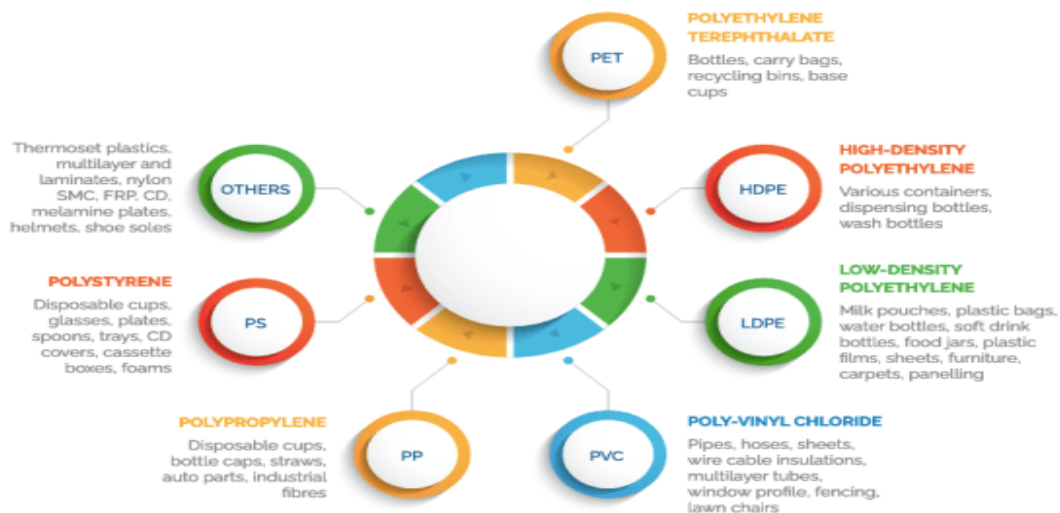 PET
POLYETHYLENE
TEREPHTHALATE
Bottles, carry bags,
recycling bins, base
cups
HDPE
HIGH-DENSITY
POLYETHYLENE
Various containers,
dispensing bottles,
wash bottles
LDPE
LOW-DENSITY
POLYETHYLENE
Milk pouches, plastic bags,
water bottles, soft drink
bottles, food jars, plastic
films, sheets, furniture,
carpets, panelling
PVC
POLY-VINYL CHLORIDE
Pipes, hoses, sheets,
wire cable insulations,
multilayer tubes,
window profile, fencing,
lawn chairs
PP
POLYPROPYLENE
Disposable cups,
bottle caps, straws,
auto parts, industrial
fibres
PS
POLYSTYRENE
Disposable cups,
glasses, plates,
spoons, trays, CD
covers, cassette
boxes, foams
OTHERS
Thermoset plastics,
multilayer and
laminates, nylon
SMC, FRP, CD,
melamine plates,
helmets, shoe soles